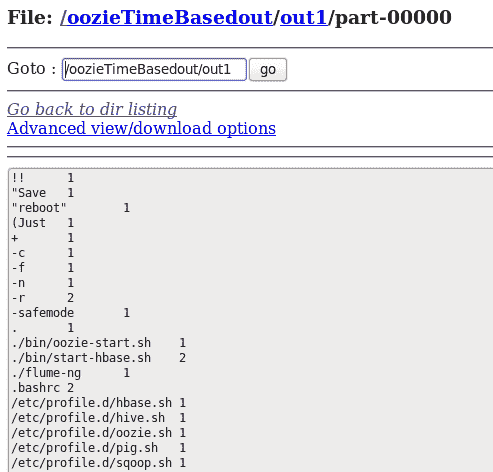 File: /oozieTimeBasedout/out1/part-00000
Goto : /oozieTimeBasedout/out1 go
Go back to dir listing
Advanced view/download options
!! 1
"Save 1
"reboot" 1
(Just 1
+ 1
-c 1
-f 1
-n 1
-r 2
-safemode 1
. 1
./bin/oozie-start.sh 1
./bin/start-hbase.sh 2
./flume-ng 1
.bashrc 2
/etc/profile.d/hbase.sh 1
/etc/profile.d/hive.sh 1
/etc/profile.d/oozie.sh 1
/etc/profile.d/pig.sh 1
/etc/profile.d/sqoop.sh 1